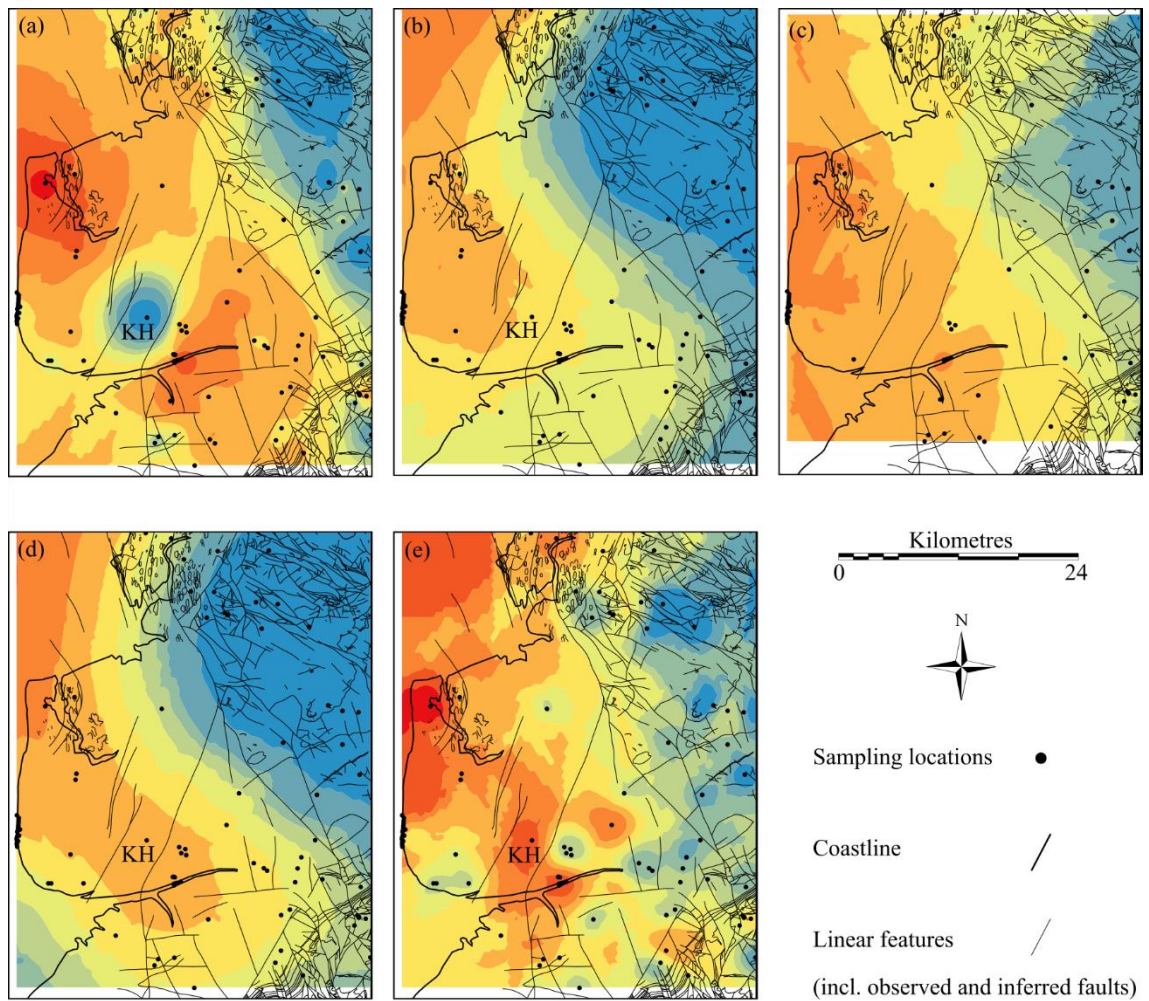 (a)
(b)
(c)
KH
KH
(d)
(e)
KH
KH
Kilometres
0 24
N
Sampling locations
Coastline
Linear features
(incl. observed and inferred faults)